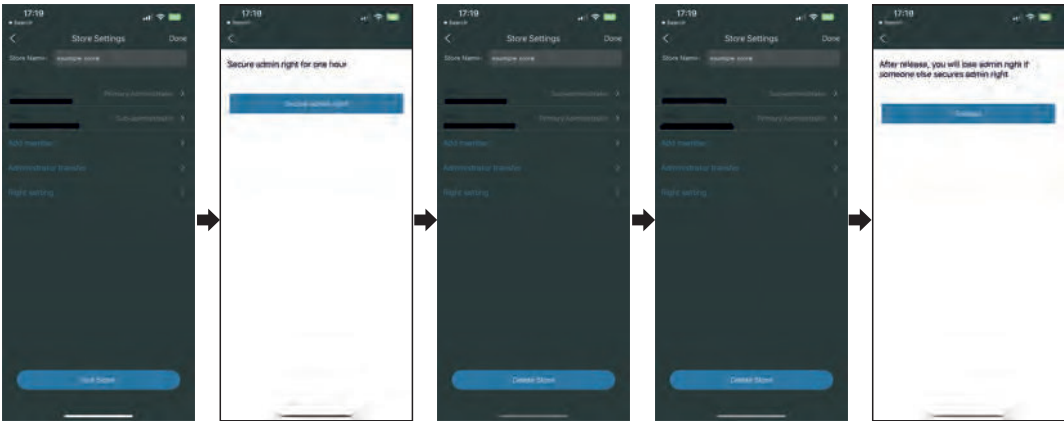 17:19
Search
Store Settings
Done
Store Name
example store
Primary Administrator
Sub-administrator
Add member
Administrator transfer
Right setting
Quit Store
17:19
Search
Secure admin right for one hour
Secure admin right
17:19
Search
Store Settings
Done
Store Name
example store
Sub-administrator
Primary Administrator
Add member
Administrator transfer
Right setting
Delete Store
17:19
Search
Store Settings
Done
Store Name
example store
Sub-administrator
Primary Administrator
Add member
Administrator transfer
Right setting
Delete Store
17:19
Search
After release, you will lose admin right if
someone else secures admin right
Release